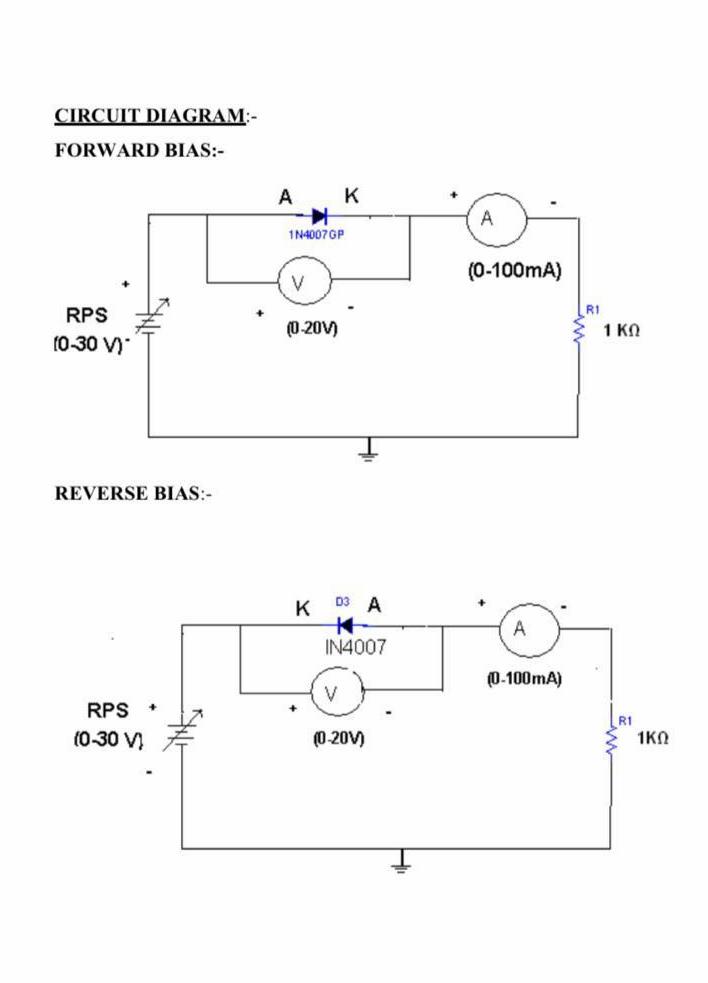 CIRCUIT DIAGRAM:-
FORWARD BIAS:-
A K
1N4007GP
+ A -
(0-100mA)
+ V -
(0-20V)
+
RPS
(0-30 V)-
R1
1 KΩ
REVERSE BIAS:-
K D3 A
IN4007
+ A -
(0-100mA)
+ V -
(0-20V)
RPS +
(0-30 V)
-
R1
1KΩ